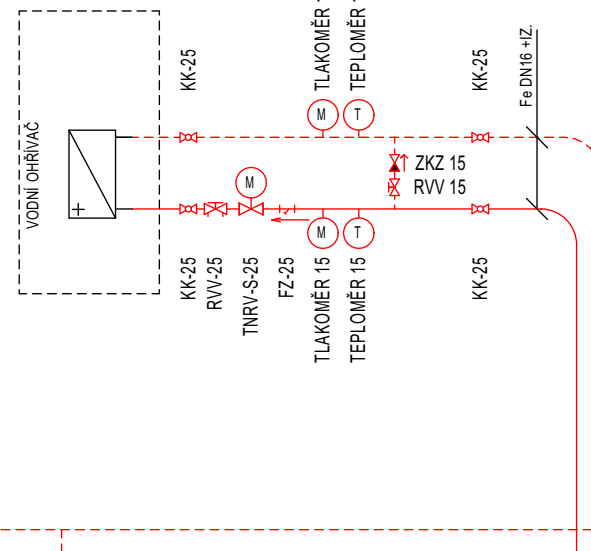 VODNÍ OHŘÍVAČ
KK-25
TLAKOMĚR
TEPLOMĚR
KK-25
Fe DN16 +IZ.
M
T
ZKZ 15
RVV 15
M
M
T
KK-25
RVV-25
TNRV-S-25
FZ-25
TLAKOMĚR 15
TEPLOMĚR 15
KK-25